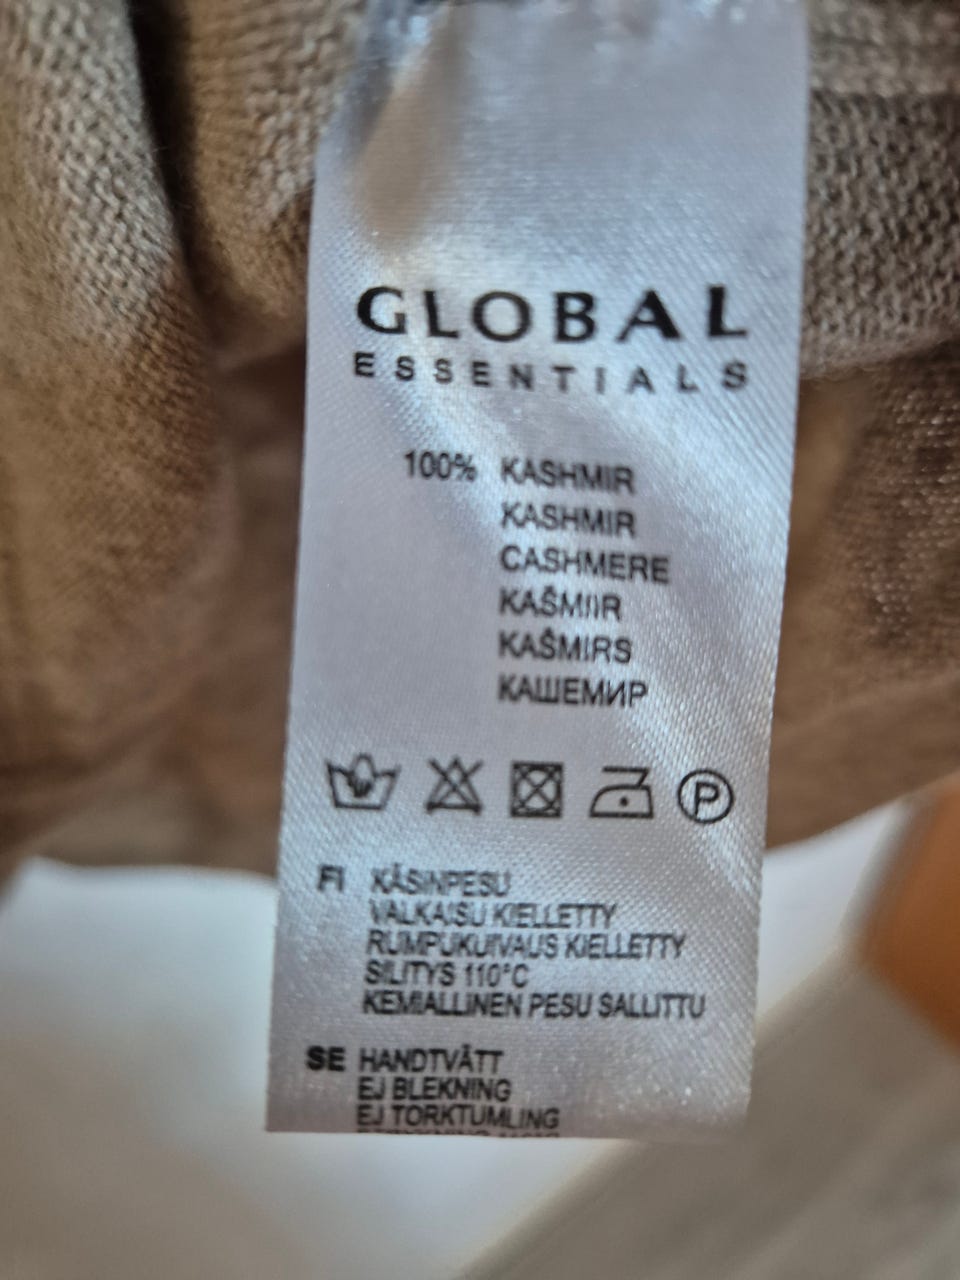 GLOBAL
ESSENTIALS
100% KASHMIR
KASHMIR
CASHMERE
KAŠMIIR
KAŠMIRS
КАШЕМИР
P
FI KÄSINPESU
VALKAISU KIELLETTY
RUMPUKUIVAUS KIELLETTY
SILITYS 110°C
KEMIALLINEN PESU SALLITTU
SE HANDTVÄTT
EJ BLEKNING
EJ TORKTUMLING